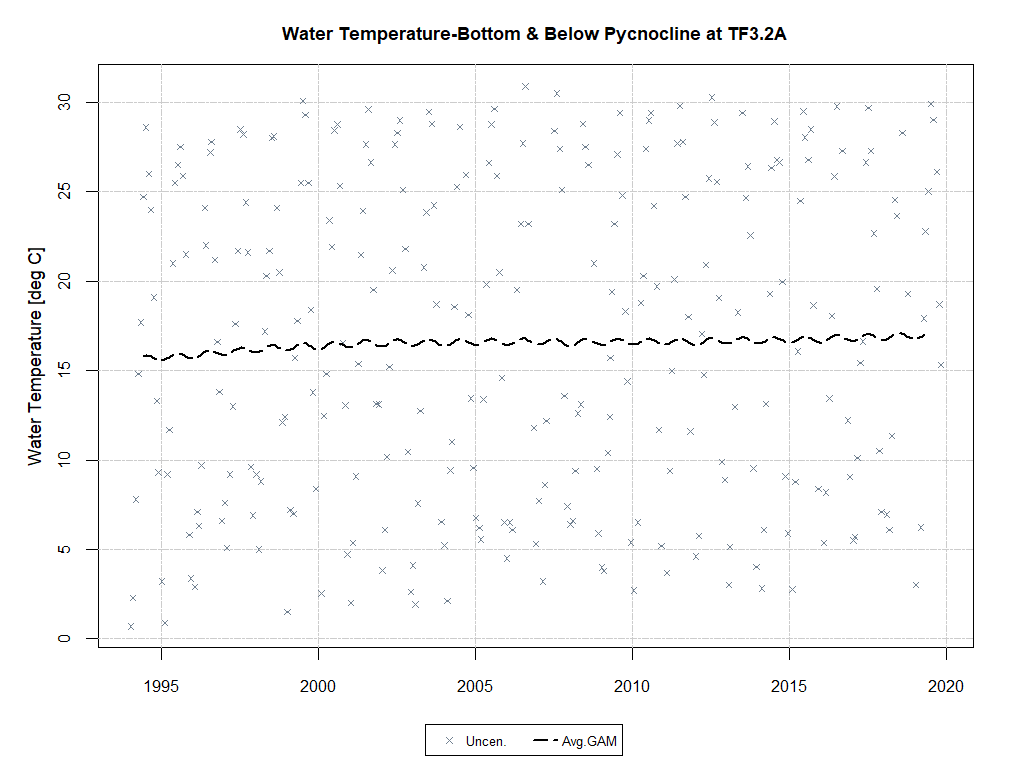 Water Temperature-Bottom & Below Pycnocline at TF3.2A
Water Temperature [deg C]
30
25
20
15
10
5
0
1995 2000 2005 2010 2015 2020
Uncen. Avg.GAM